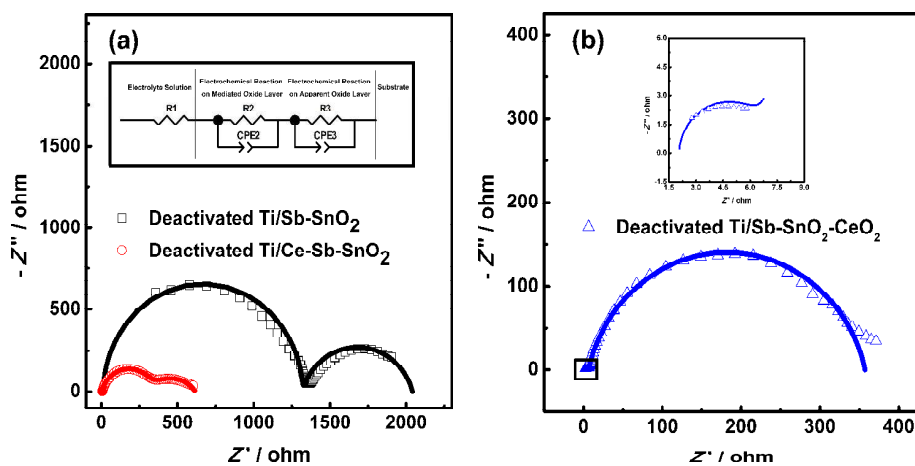 (a)
2000
1500
1000
500
0
- Z'' / ohm
Electrolyte Solution
Electrochemical Reaction
on Mediated Oxide Laver
Electrochemical Reaction
on Apparent Oxide Layer
Substrate
R1
R2
R3
CPE2
CPE3
Deactivated Ti/Sb-SnO₂
Deactivated Ti/Ce-Sb-SnO₂
0 500 1000 1500 2000
Z' / ohm
(b)
400
300
200
100
0
- Z'' / ohm
6.0
4.5
3.0
1.5
0.0
-1.5
- Z'' / ohm
1.5 3.0 4.5 6.0 7.5 9.0
Z' / ohm
Deactivated Ti/Sb-SnO₂-CeO₂
0 100 200 300 400
Z' / ohm